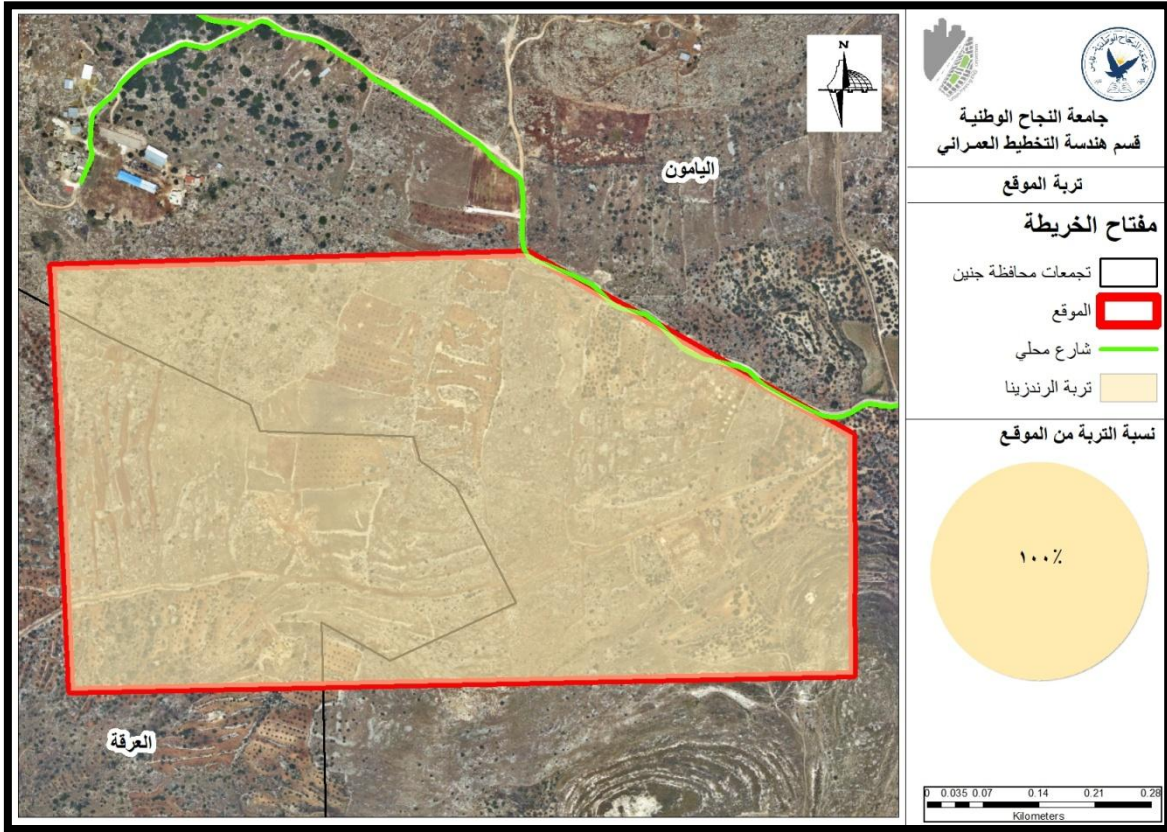 اليامون
العرقة
N
جامعة النجاح الوطنية
قسم هندسة التخطيط العمراني
تربة الموقع
مفتاح الخريطة
تجمعات محافظة جنين
الموقع
شارع محلي
تربة الرندزينا
نسبة التربة من الموقع
١٠٠٪
0 0.035 0.07 0.14 0.21 0.28
Kilometers